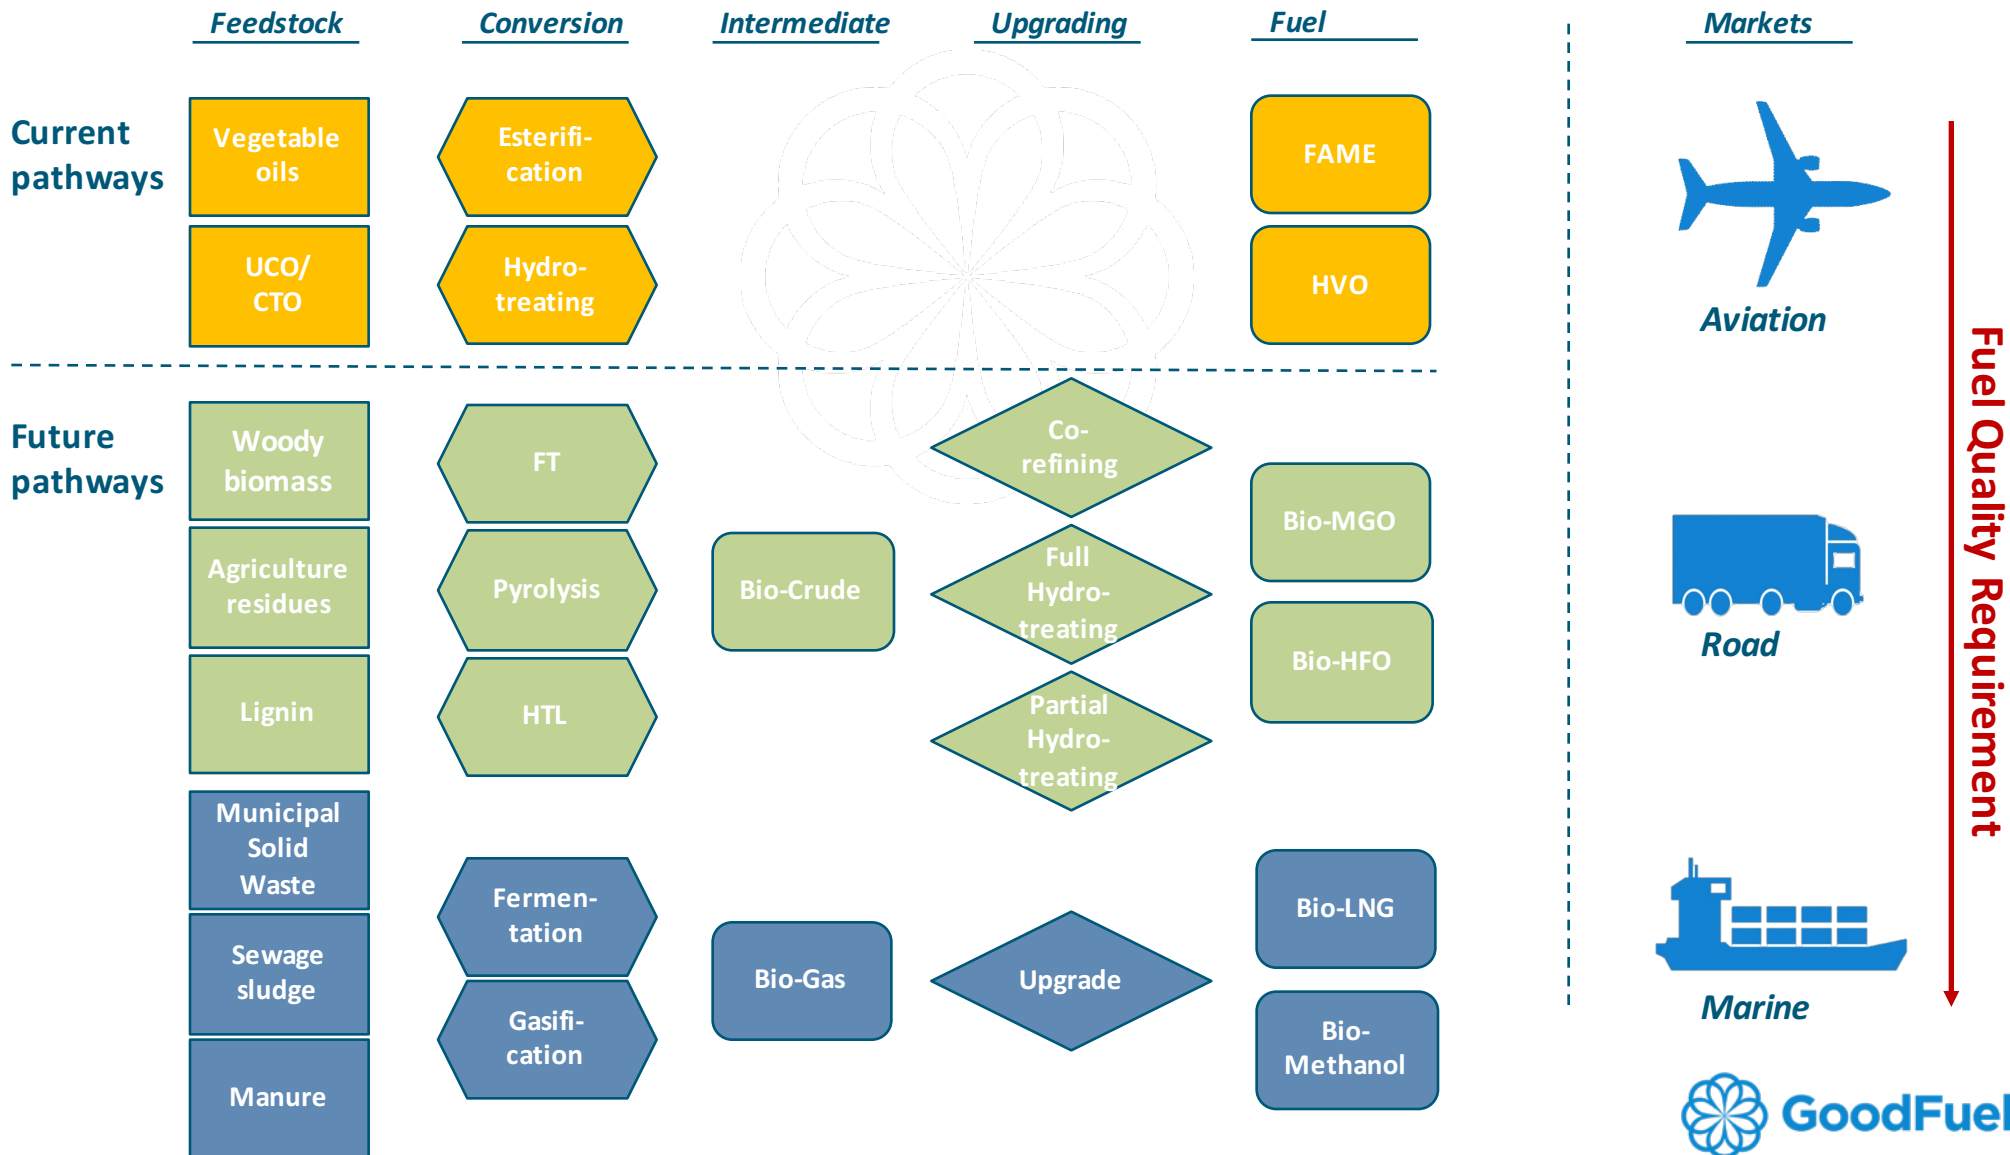 Feedstock
Conversion
Intermediate
Upgrading
Fuel
Markets
Current
pathways
Vegetable
oils
Esterifi-
cation
FAME
UCO/
CTO
Hydro-
treating
HVO
Aviation
Future
pathways
Woody
biomass
FT
Co-
refining
Bio-MGO
Agriculture
residues
Pyrolysis
Bio-Crude
Full
Hydro-
treating
Bio-HFO
Road
Lignin
HTL
Partial
Hydro-
treating
Municipal
Solid
Waste
Fermen-
tation
Bio-LNG
Sewage
sludge
Bio-Gas
Upgrade
Marine
Gasifi-
cation
Bio-
Methanol
Manure
Fuel Quality Requirement
GoodFuel